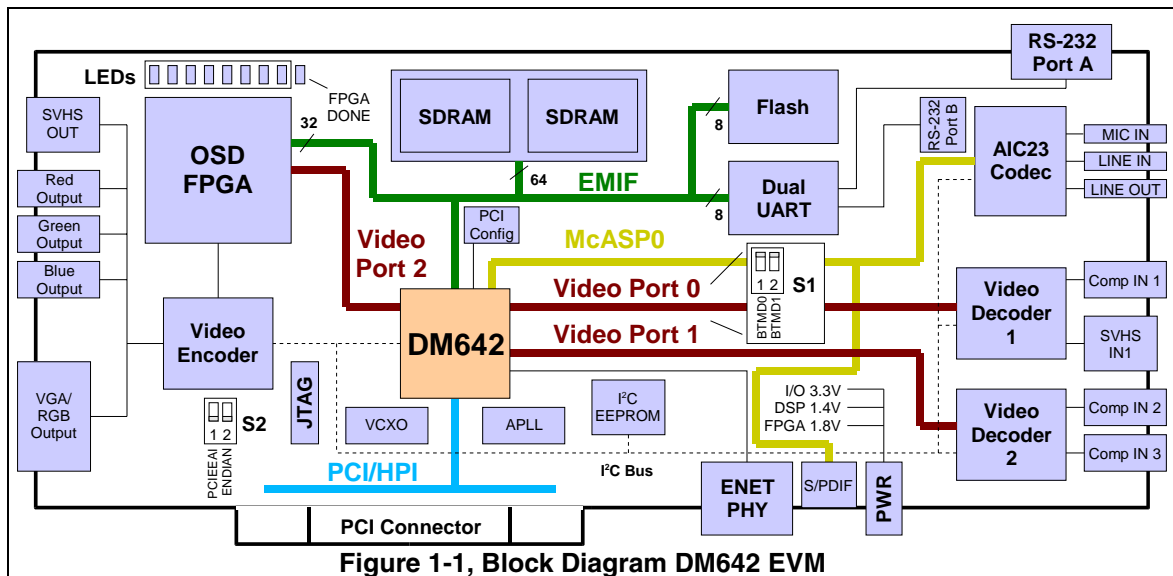 RS-232
Port A
LEDs
FPGA
DONE
SVHS
OUT
OSD
FPGA
32
SDRAM
SDRAM
64
EMIF
8
Flash
RS-232
Port B
AIC23
Codec
MIC IN
LINE IN
LINE OUT
Red
Output
Green
Output
Blue
Output
8
Dual
UART
PCI
Config
McASP0
Video
Port 2
Video Port 0
1 2
S1
BTMD0
BTMD1
Video Port 1
Video
Decoder
1
Comp IN 1
SVHS
IN1
Video
Encoder
DM642
VGA/
RGB
Output
1 2
S2
PCIEEAI
ENDIAN
JTAG
VCXO
APLL
I²C
EEPROM
I/O 3.3V
DSP 1.4V
FPGA 1.8V
Video
Decoder
2
Comp IN 2
Comp IN 3
PCI/HPI
I²C Bus
ENET
PHY
S/PDIF
PWR
PCI Connector
Figure 1-1, Block Diagram DM642 EVM